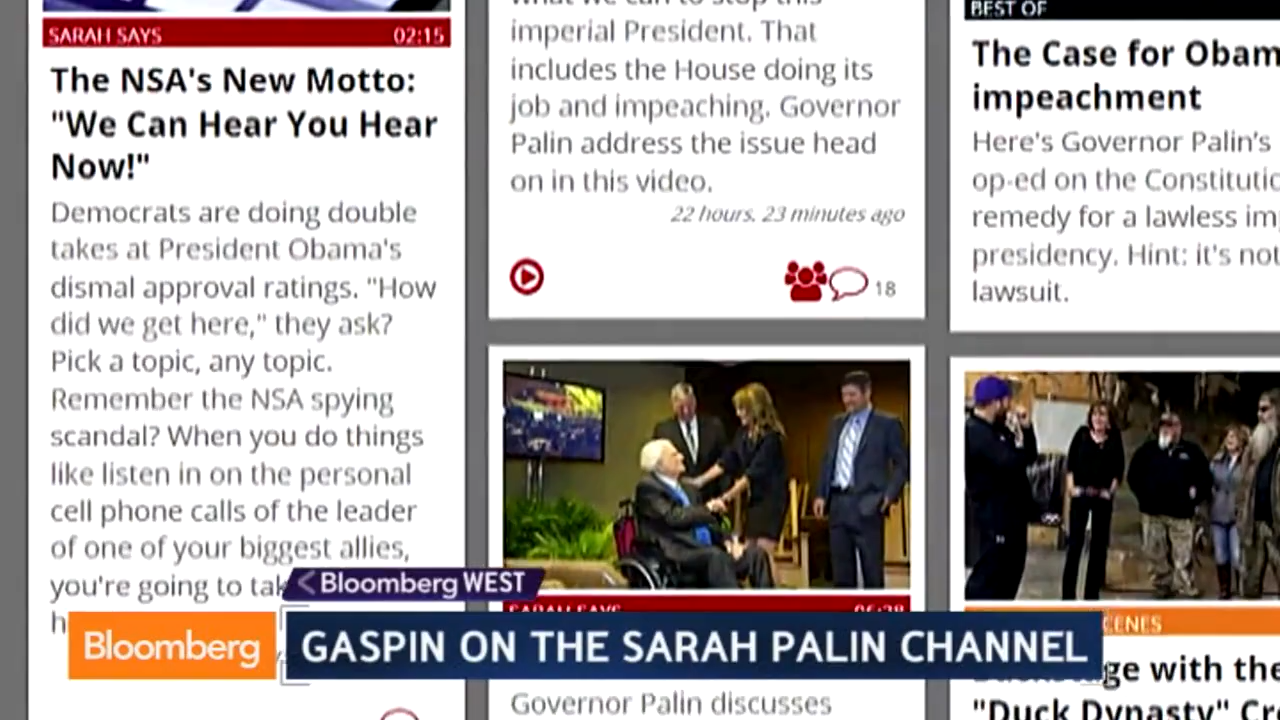 SARAH SAYS 02:15
The NSA's New Motto:
"We Can Hear You Hear
Now!"
Democrats are doing double
takes at President Obama's
dismal approval ratings. "How
did we get here," they ask?
Pick a topic, any topic.
Remember the NSA spying
scandal? When you do things
like listen in on the personal
cell phone calls of the leader
of one of your biggest allies,
you're going to
imperial President. That
includes the House doing its
job and impeaching. Governor
Palin address the issue head
on in this video.
22 hours, 23 minutes ago
18
SARAH SAYS 06:28
Governor Palin discusses
BEST OF
The Case for
impeachment
Here's Governor Palin's
op-ed on the
remedy for a lawless
presidency. Hint: it's not
lawsuit.
with the
"Duck Dynasty"
<Bloomberg WEST
Bloomberg
GASPIN ON THE SARAH PALIN CHANNEL